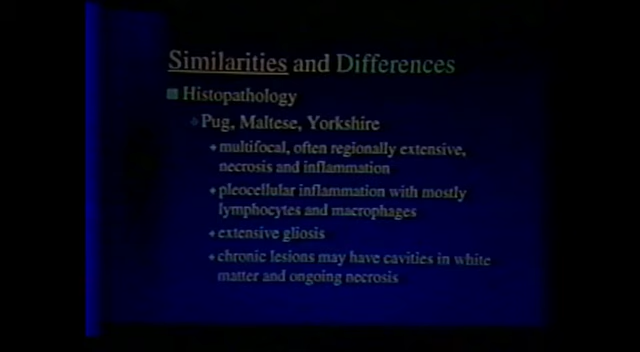 Similarities and Differences
Histopathology
Pug, Maltese, Yorkshire
multifocal, often regionally extensive,
necrosis and inflammation
pleocellular inflammation with mostly
lymphocytes and macrophages
extensive gliosis
chronic lesions may have cavities in white
matter and ongoing necrosis